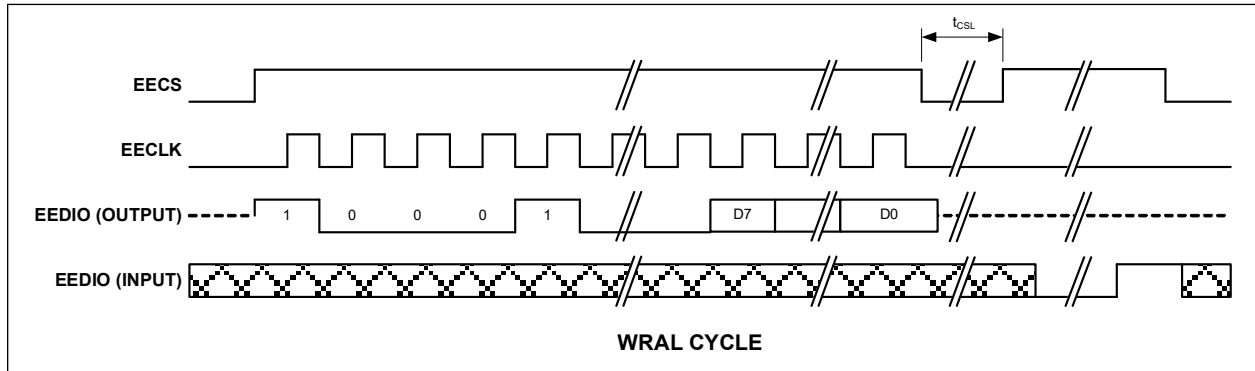 tCSL
EECS
EECLK
EEDIO (OUTPUT) 1 0 0 0 1 D7 D0
EEDIO (INPUT)
WRAL CYCLE